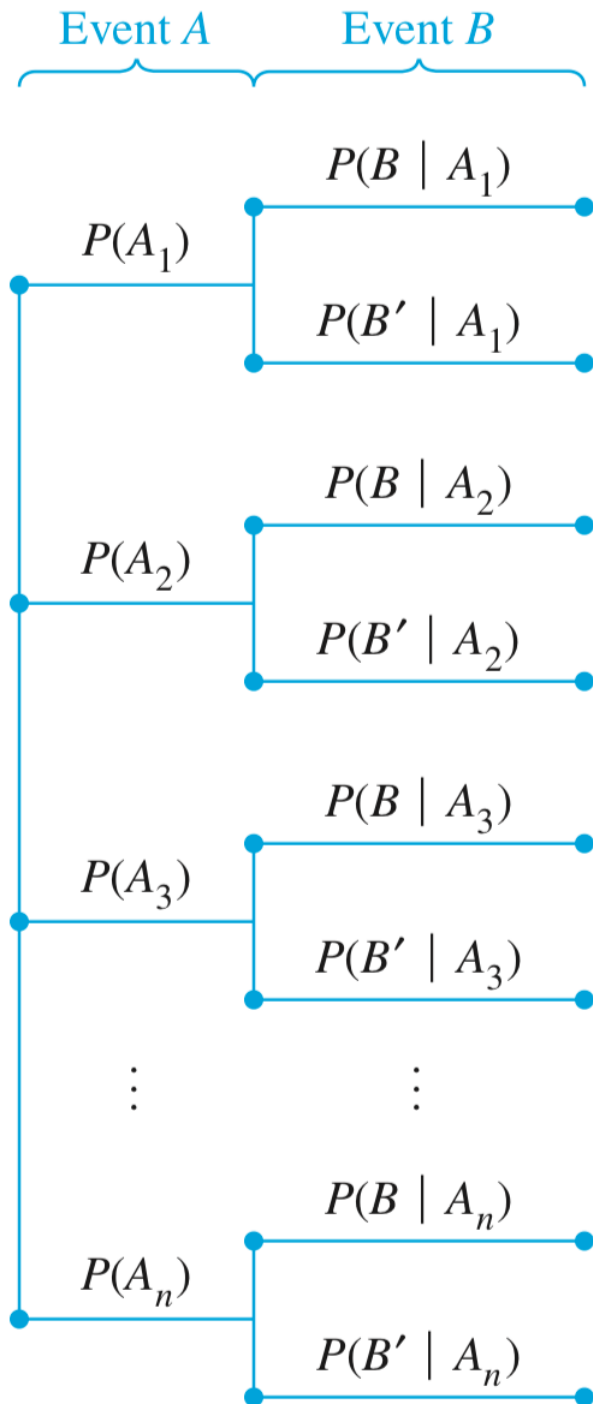 Event A Event B
P(B | A₁)
P(A₁)
P(B′ | A₁)
P(B | A₂)
P(A₂)
P(B′ | A₂)
P(B | A₃)
P(A₃)
P(B′ | A₃)
⋮ ⋮
P(B | Aₙ)
P(Aₙ)
P(B′ | Aₙ)